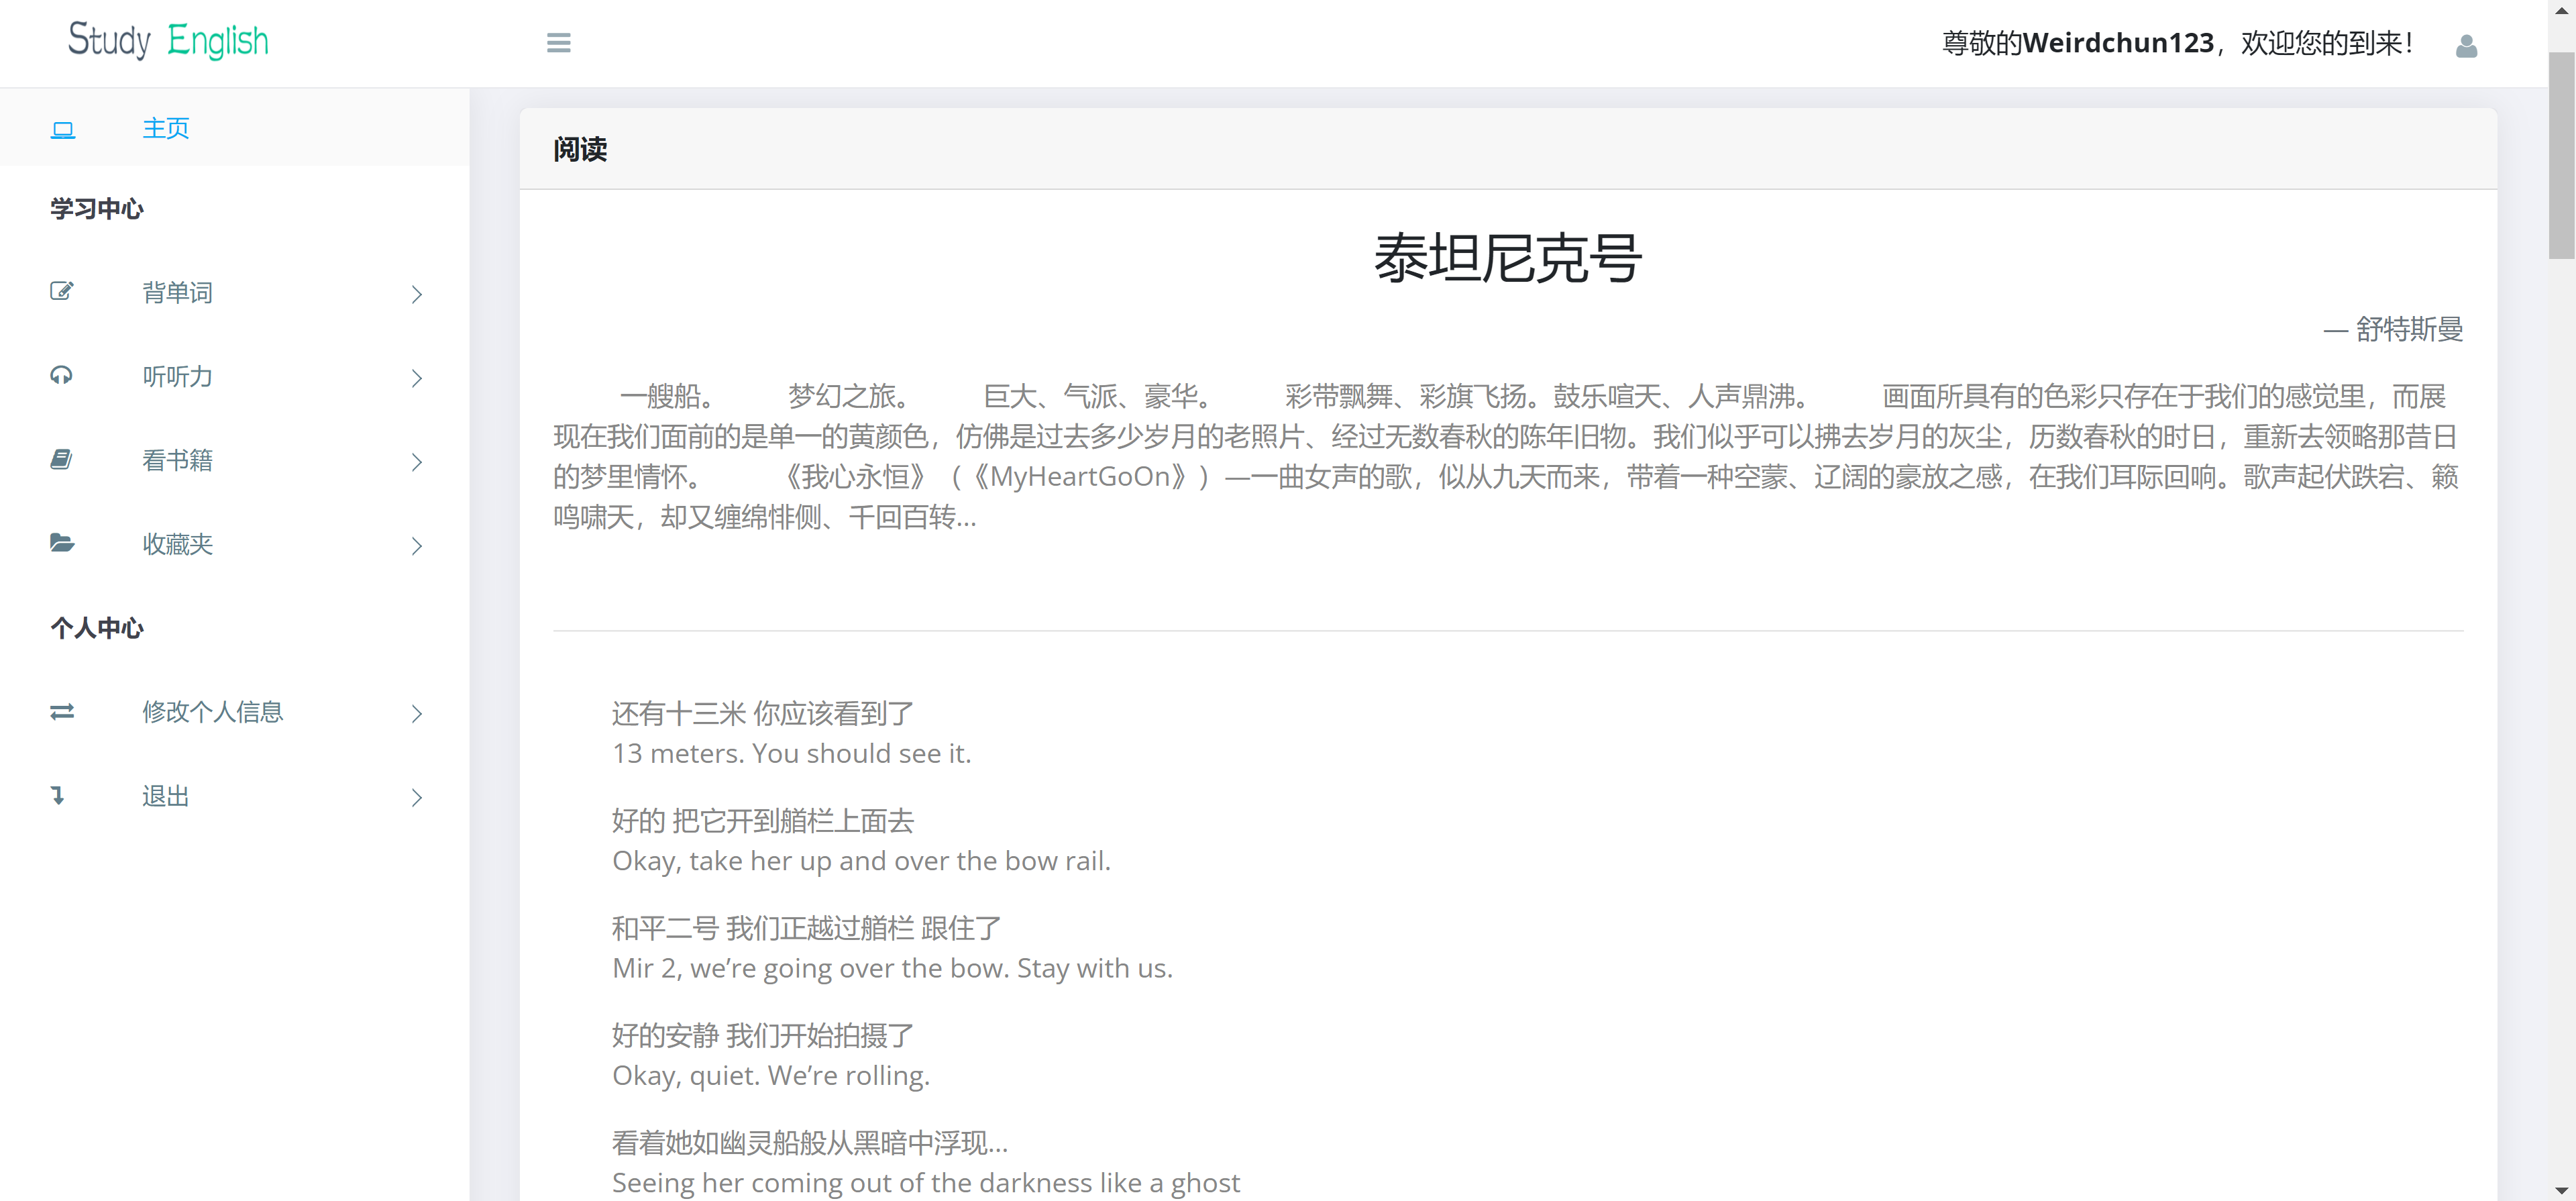 Study English
尊敬的Weirdchun123，欢迎您的到来！
主页
学习中心
背单词
听听力
看书籍
收藏夹
个人中心
修改个人信息
退出
阅读
泰坦尼克号
— 舒特斯曼
一艘船。 梦幻之旅。 巨大、气派、豪华。 彩带飘舞、彩旗飞扬。鼓乐喧天、人声鼎沸。 画面所具有的色彩只存在于我们的感觉里，而展
现在我们面前的是单一的黄颜色，仿佛是过去多少岁月的老照片、经过无数春秋的陈年旧物。我们似乎可以拂去岁月的灰尘，历数春秋的时日，重新去领略那昔日
的梦里情怀。 《我心永恒》（《MyHeartGoOn》）—一曲女声的歌，似从九天而来，带着一种空蒙、辽阔的豪放之感，在我们耳际回响。歌声起伏跌宕、籁
鸣啸天，却又缠绵悱侧、千回百转...
还有十三米 你应该看到了
13 meters. You should see it.
好的 把它开到艏栏上面去
Okay, take her up and over the bow rail.
和平二号 我们正越过艏栏 跟住了
Mir 2, we’re going over the bow. Stay with us.
好的安静 我们开始拍摄了
Okay, quiet. We’re rolling.
看着她如幽灵船般从黑暗中浮现...
Seeing her coming out of the darkness like a ghost